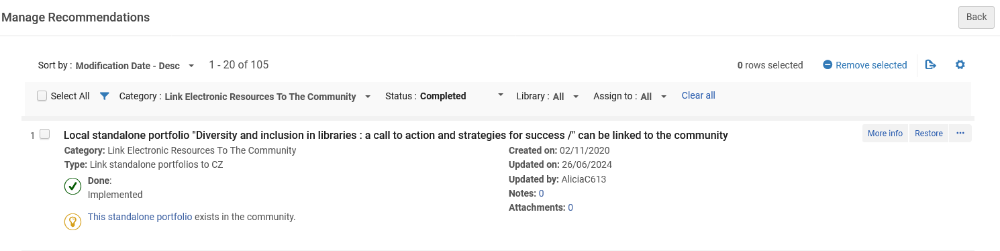 Manage Recommendations
Back
Sort by : Modification Date - Desc 1 - 20 of 105 0 rows selected Remove selected
Select All Category : Link Electronic Resources To The Community Status : Completed Library : All Assign to : All Clear all
1 Local standalone portfolio "Diversity and inclusion in libraries : a call to action and strategies for success /" can be linked to the community More info Restore ...
Category: Link Electronic Resources To The Community
Type: Link standalone portfolios to CZ
Done:
Implemented
This standalone portfolio exists in the community.
Created on: 02/11/2020
Updated on: 26/06/2024
Updated by: AliciaC613
Notes: 0
Attachments: 0